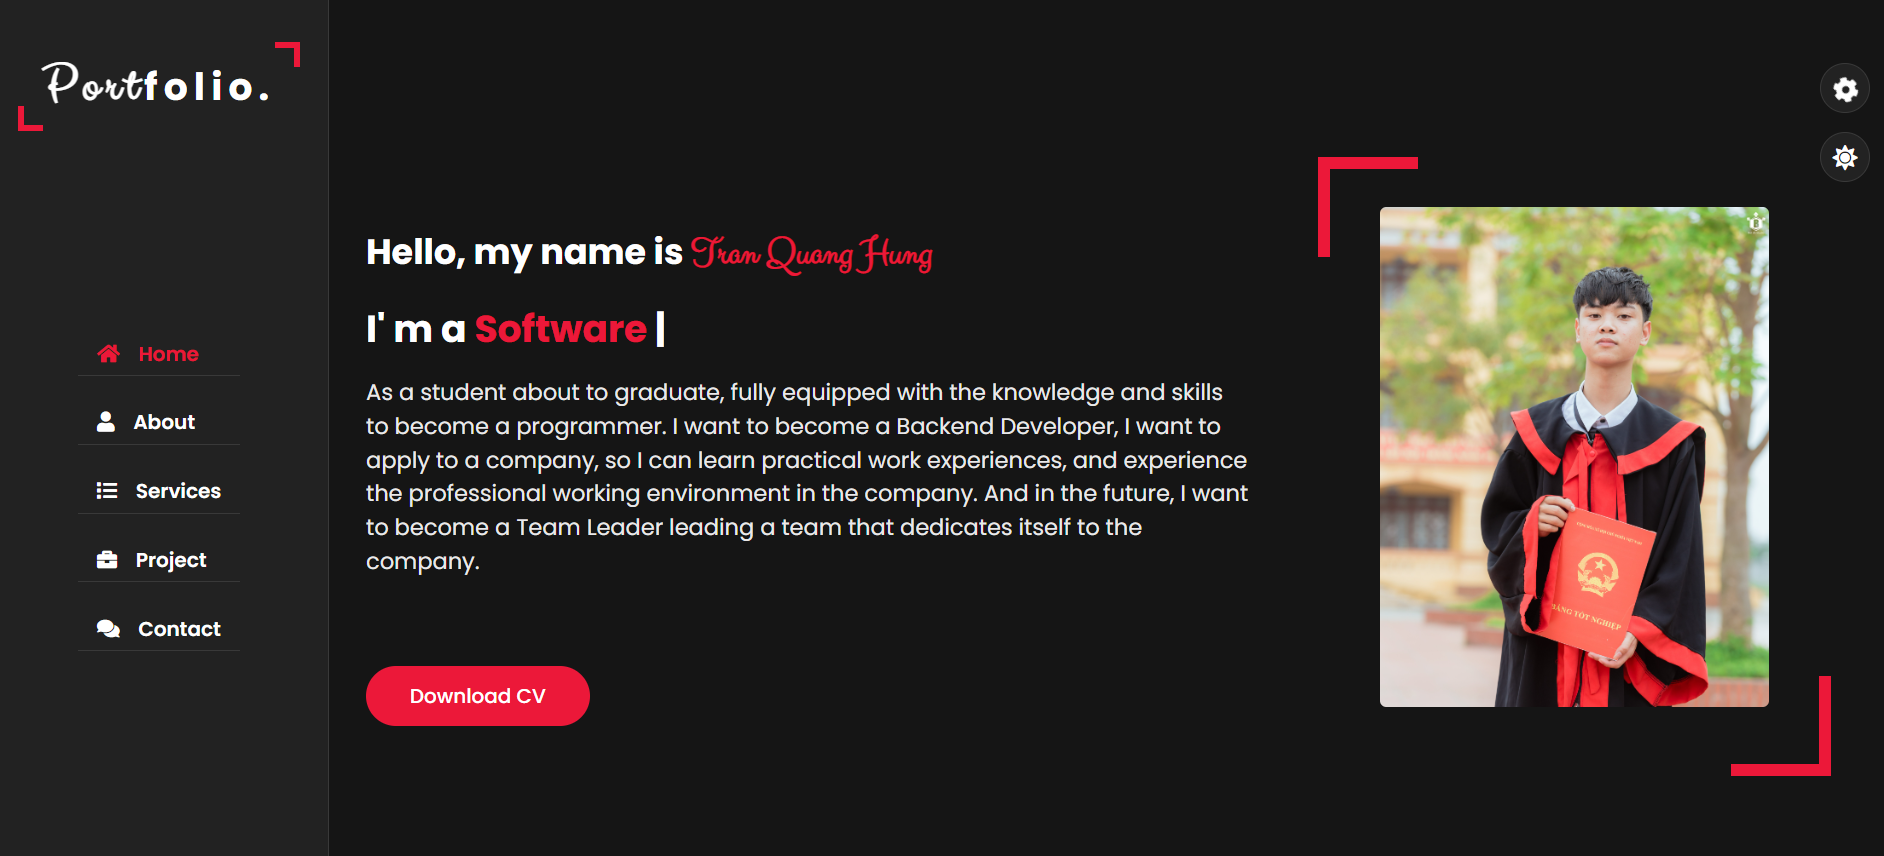 Portfolio.
Home
About
Services
Project
Contact
Hello, my name is Tran Quang Hung
I' m a Software |
As a student about to graduate, fully equipped with the knowledge and skills
to become a programmer. I want to become a Backend Developer, I want to
apply to a company, so I can learn practical work experiences, and experience
the professional working environment in the company. And in the future, I want
to become a Team Leader leading a team that dedicates itself to the
company.
Download CV
BẰNG TỐT NGHIỆP